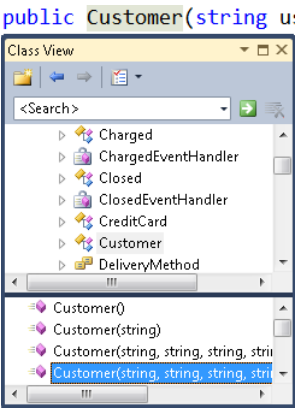 public Customer(string us
Class View
<Search>
Charged
ChargedEventHandler
Closed
ClosedEventHandler
CreditCard
Customer
DeliveryMethod
Customer()
Customer(string)
Customer(string, string, string, stri
Customer(string, string, string, stri